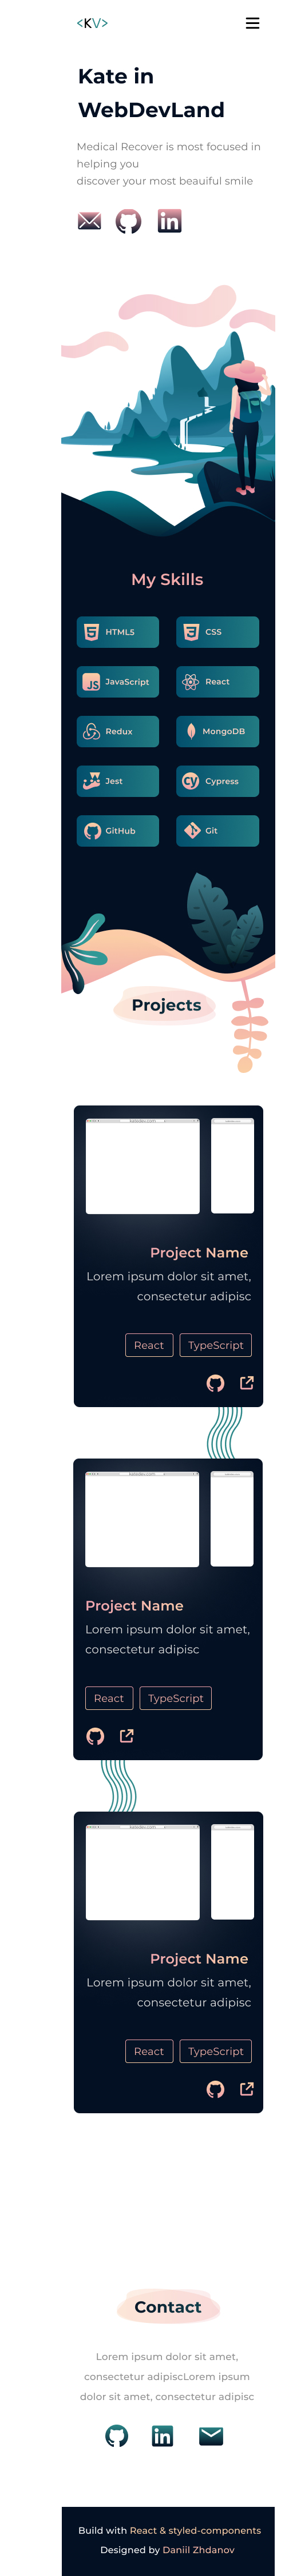 <KV>
Kate in
WebDevLand
Medical Recover is most focused in
helping you
discover your most beauiful smile
My Skills
HTML5
CSS
JavaScript
React
Redux
MongoDB
Jest
Cypress
GitHub
Git
Projects
Project Name
Lorem ipsum dolor sit amet,
consectetur adipisc
React
TypeScript
Project Name
Lorem ipsum dolor sit amet,
consectetur adipisc
React
TypeScript
Project Name
Lorem ipsum dolor sit amet,
consectetur adipisc
React
TypeScript
Contact
Lorem ipsum dolor sit amet,
consectetur adipiscLorem ipsum
dolor sit amet, consectetur adipisc
Build with React & styled-components
Designed by Daniil Zhdanov